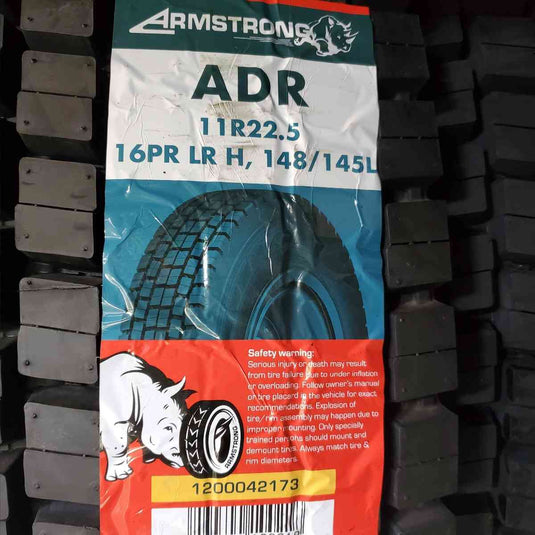 ARMSTRONG
ADR
11R22.5
16PR LR H, 148/145L
Safety warning:
Serious injury or death may result
from tire failure due to under inflation
or overloading. Follow owner's manual
or tire placard in the vehicle for exact
recommendations. Explosion of
tire/rim assembly may happen due to
improper mounting. Only specially
trained persons should mount and
demount tires. Always match tire &
rim diameters.
ARMSTRONG
1200042173